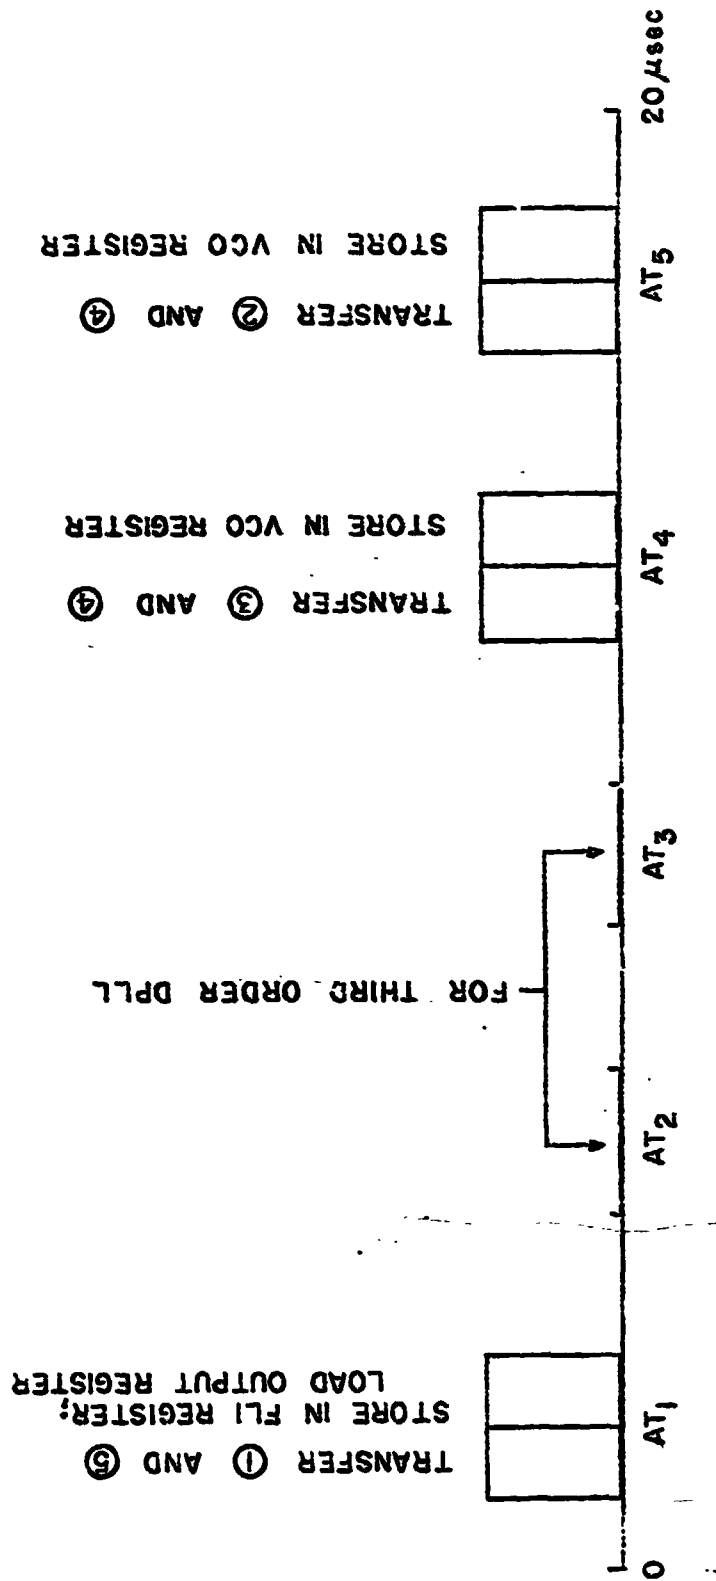 TRANSFER ① AND ⑤
STORE IN FLI REGISTER;
LOAD OUTPUT REGISTER
FOR THIRD ORDER DPLL
TRANSFER ③ AND ④
STORE IN VCO REGISTER
TRANSFER ② AND ④
STORE IN VCO REGISTER
0
AT₁
AT₂
AT₃
AT₄
AT₅
20 μsec